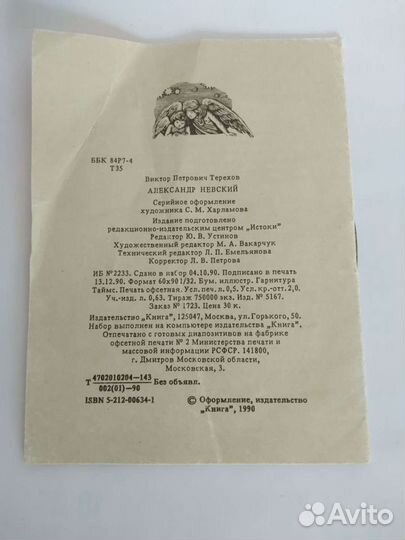 ББК 84Р7-4
Т35
Виктор Петрович Терехов
АЛЕКСАНДР НЕВСКИЙ
Серийное оформление
художника С. М. Харламова
Издание подготовлено
редакционно-издательским центром „Истоки"
Редактор Ю. В. Устинов
Художественный редактор М. А. Вакарчук
Технический редактор Л. П. Емельянова
Корректор Л. В. Петрова
ИБ №2233. Сдано в набор 04.10.90. Подписано в печать
13.12.90. Формат 60х90 1/32. Бум. офсетн. Гарнитура
Таймс. Печать офсетная. Усл.печ. л. 0,5. Усл.кр.-отт. 2,0.
Уч.-изд. л. 0,63. Тираж 750000 экз. Изд. № 5167.
Заказ № 1723. Цена 30 к.
Издательство „Книга", 125047, Москва, ул.Горького, 50.
Набор выполнен на компьютере издательства „Книга".
Отпечатано с готовых диапозитивов на фабрике
офсетной печати № 2 Министерства печати и
массовой информации РСФСР. 141800,
г. Дмитров Московской области,
Московская, 3.
Т 4702010204—143
002(01)—90 Без объявл.
ISBN 5-212-00634-1
© Оформление, издательство
„Книга", 1990
Avito